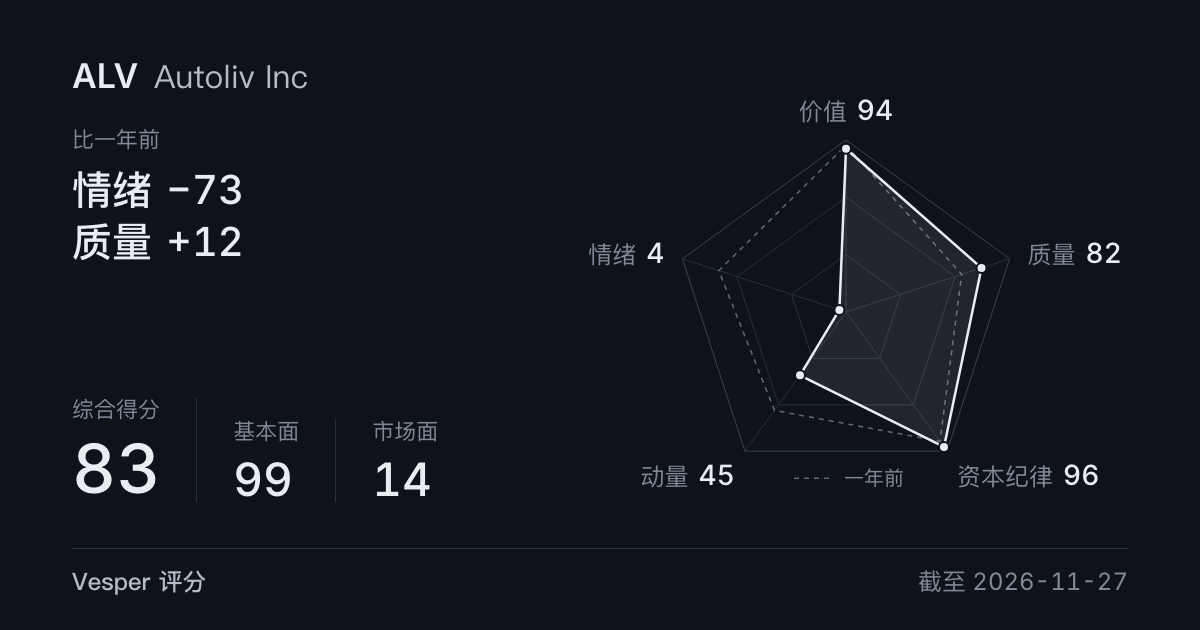 ALV Autoliv Inc
比一年前
情绪 −73
质量 +12
综合得分
83
基本面
99
市场面
14
价值 94
质量 82
资本纪律 96
动量 45
情绪 4
一年前
Vesper 评分
截至 2026-11-27